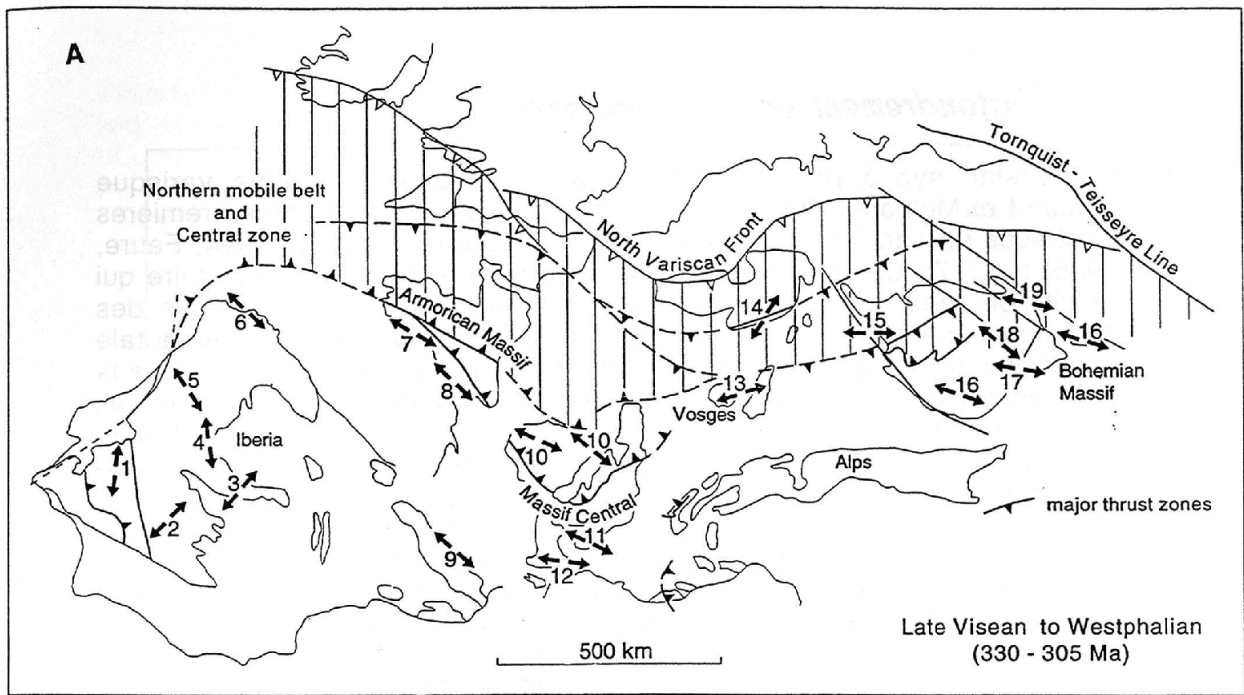 A
Tornquist - Teisseyre Line
Northern mobile belt
and
Central zone
North Variscan Front
Armorican Massif
Iberia
Vosges
Massif Central
Alps
Bohemian
Massif
major thrust zones
1
2
3
4
5
6
7
8
9
10
10
11
12
13
14
15
16
16
17
18
19
500 km
Late Visean to Westphalian
(330 - 305 Ma)